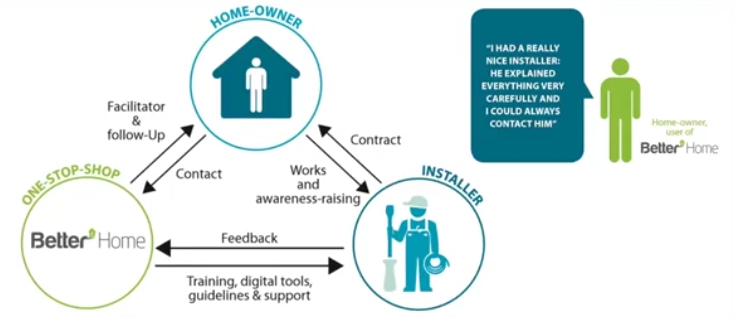 HOME-OWNER
Facilitator
&
follow-Up
Contact
Contract
Works
and
awareness-raising
ONE-STOP-SHOP
Better Home
INSTALLER
Feedback
Training, digital tools,
guidelines & support
"I HAD A REALLY
NICE INSTALLER:
HE EXPLAINED
EVERYTHING VERY
CAREFULLY AND
I COULD ALWAYS
CONTACT HIM"
Home-owner,
user of
Better Home